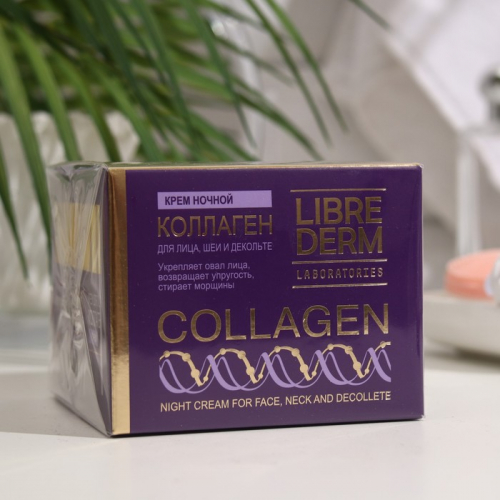 КРЕМ НОЧНОЙ
КОЛЛАГЕН
ДЛЯ ЛИЦА, ШЕИ И ДЕКОЛЬТЕ
Укрепляет овал лица,
возвращает упругость,
стирает морщины
LIBRE
DERM
LABORATORIES
COLLAGEN
NIGHT CREAM FOR FACE, NECK AND DECOLLETE